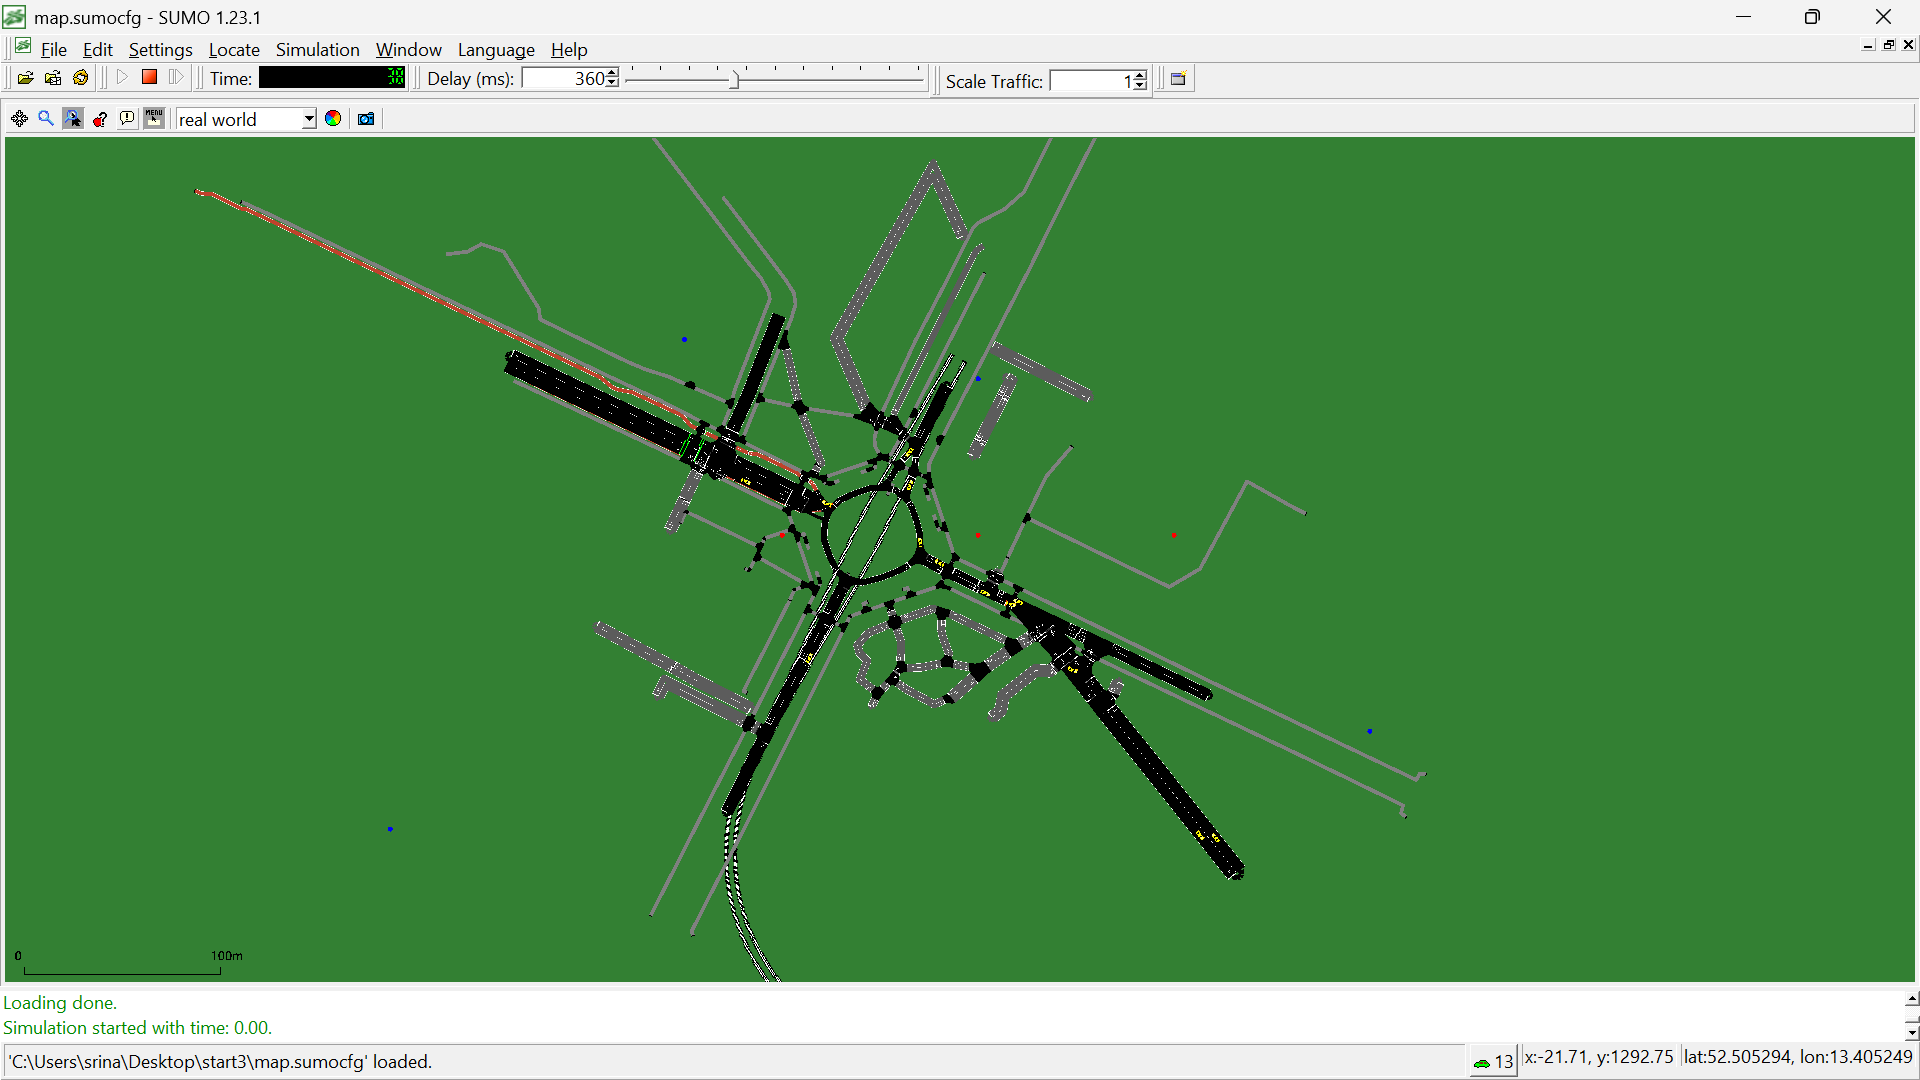 map.sumocfg - SUMO 1.23.1
File Edit Settings Locate Simulation Window Language Help
Time: Delay (ms): 360 Scale Traffic: 1
MENU
real world
0 100m
Loading done.
Simulation started with time: 0.00.
'C:\Users\srina\Desktop\start3\map.sumocfg' loaded.
13 x:-21.71, y:1292.75 lat:52.505294, lon:13.405249